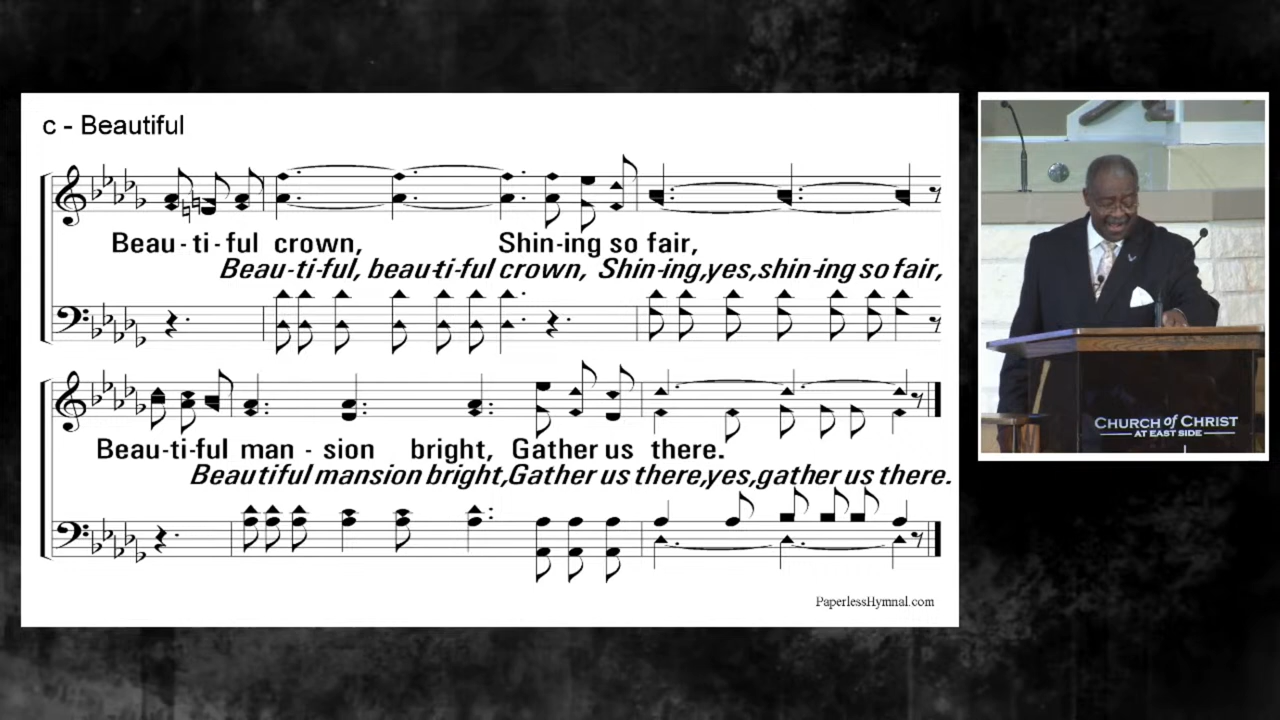 c - Beautiful
Beau - ti - ful crown, Shin-ing so fair,
Beau-ti-ful, beau-ti-ful crown, Shin-ing,yes,shin-ing so fair,
Beau-ti-ful man - sion bright, Gather us there.
Beautiful mansion bright,Gather us there,yes,gather us there.
PaperlessHymnal.com
CHURCH of CHRIST
AT EAST SIDE